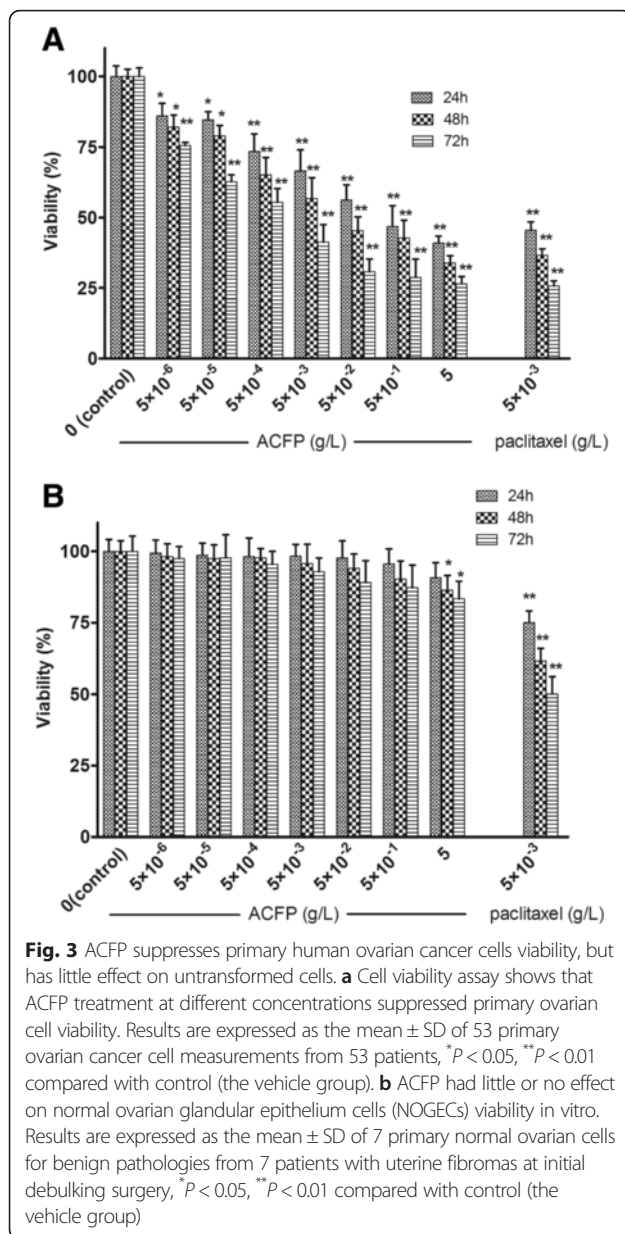 A
100
75
50
25
0
Viability (%)
24h
48h
72h
* * ** * * ** ** ** ** ** ** ** ** ** ** ** ** ** ** ** ** ** ** **
0 (control) 5×10⁻⁶ 5×10⁻⁵ 5×10⁻⁴ 5×10⁻³ 5×10⁻² 5×10⁻¹ 5 5×10⁻³
ACFP (g/L) paclitaxel (g/L)
B
100
75
50
25
0
Viability (%)
24h
48h
72h
* * ** ** **
0(control) 5×10⁻⁶ 5×10⁻⁵ 5×10⁻⁴ 5×10⁻³ 5×10⁻² 5×10⁻¹ 5 5×10⁻³
ACFP (g/L) paclitaxel (g/L)
Fig. 3 ACFP suppresses primary human ovarian cancer cells viability, but
has little effect on untransformed cells. a Cell viability assay shows that
ACFP treatment at different concentrations suppressed primary ovarian
cell viability. Results are expressed as the mean ± SD of 53 primary
ovarian cancer cell measurements from 53 patients, *P < 0.05, **P < 0.01
compared with control (the vehicle group). b ACFP had little or no effect
on normal ovarian glandular epithelium cells (NOGECs) viability in vitro.
Results are expressed as the mean ± SD of 7 primary normal ovarian cells
for benign pathologies from 7 patients with uterine fibromas at initial
debulking surgery, *P < 0.05, **P < 0.01 compared with control (the
vehicle group)